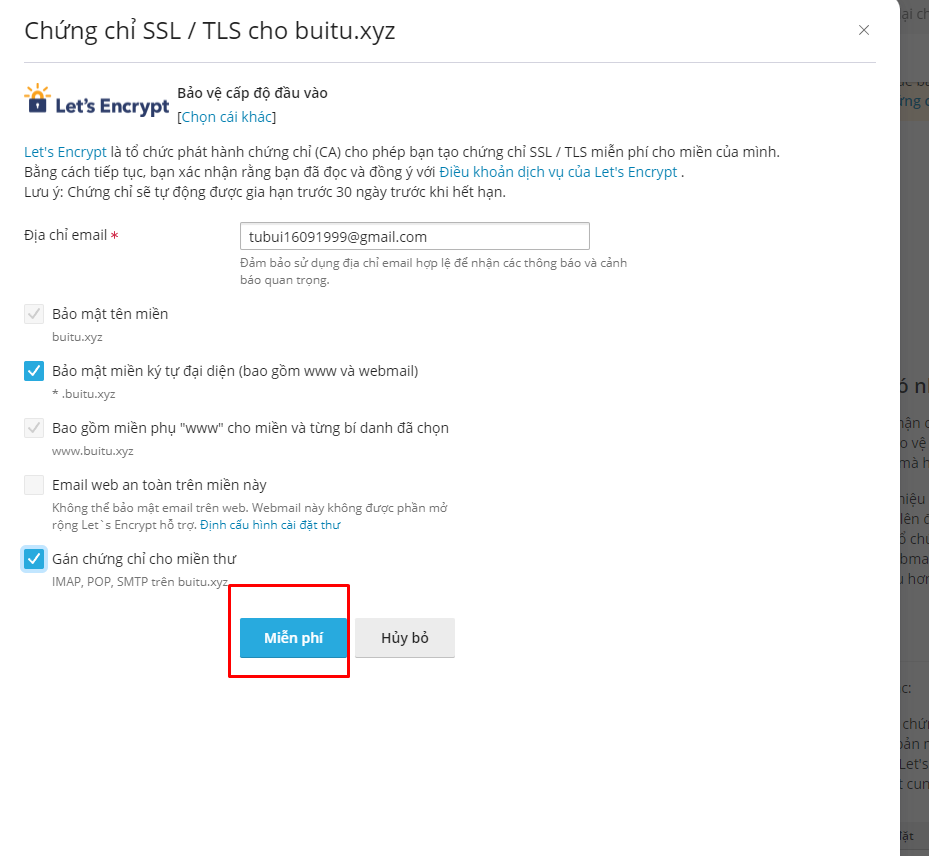 Chứng chỉ SSL / TLS cho buitu.xyz
Let's Encrypt
Bảo vệ cấp độ đầu vào
[Chọn cái khác]
Let's Encrypt là tổ chức phát hành chứng chỉ (CA) cho phép bạn tạo chứng chỉ SSL / TLS miễn phí cho miền của mình.
Bằng cách tiếp tục, bạn xác nhận rằng bạn đã đọc và đồng ý với Điều khoản dịch vụ của Let's Encrypt .
Lưu ý: Chứng chỉ sẽ tự động được gia hạn trước 30 ngày trước khi hết hạn.
Địa chỉ email *
tubui16091999@gmail.com
Đảm bảo sử dụng địa chỉ email hợp lệ để nhận các thông báo và cảnh
báo quan trọng.
Bảo mật tên miền
buitu.xyz
Bảo mật miền ký tự đại diện (bao gồm www và webmail)
* .buitu.xyz
Bao gồm miền phụ "www" cho miền và từng bí danh đã chọn
www.buitu.xyz
Email web an toàn trên miền này
Không thể bảo mật email trên web. Webmail này không được phần mở
rộng Let`s Encrypt hỗ trợ. Định cấu hình cài đặt thư
Gán chứng chỉ cho miền thư
IMAP, POP, SMTP trên buitu.xyz
Miễn phí
Hủy bỏ